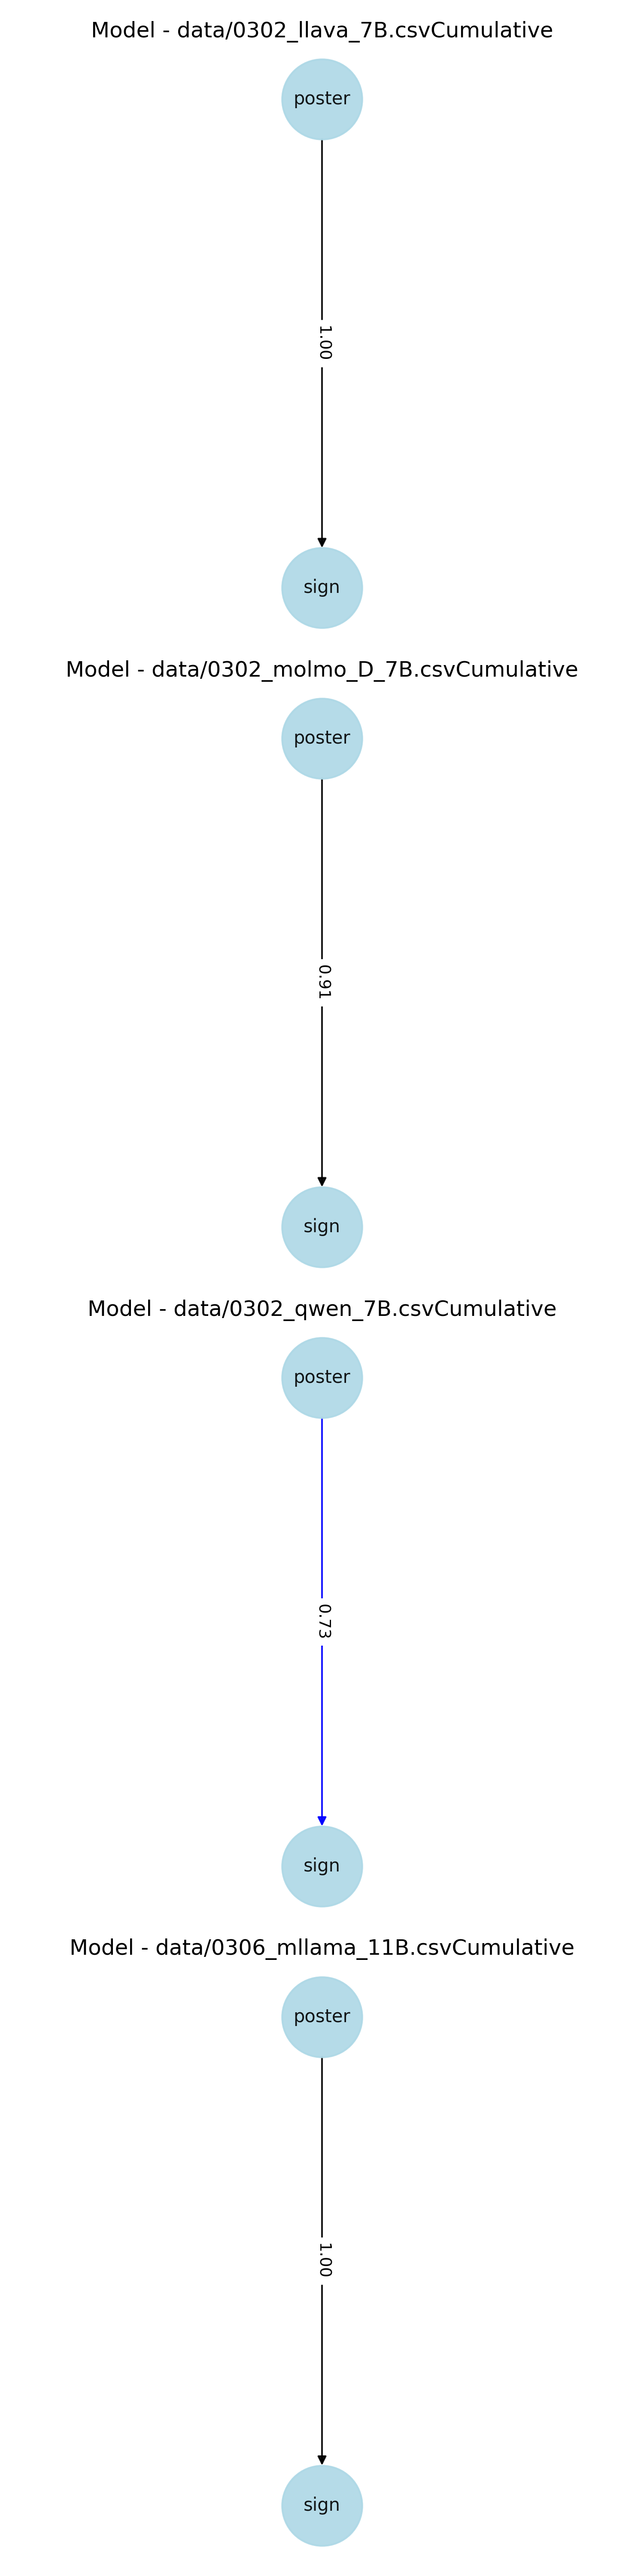 Model - data/0302_llava_7B.csvCumulative
poster
1.00
sign
Model - data/0302_molmo_D_7B.csvCumulative
poster
0.91
sign
Model - data/0302_qwen_7B.csvCumulative
poster
0.73
sign
Model - data/0306_mllama_11B.csvCumulative
poster
1.00
sign